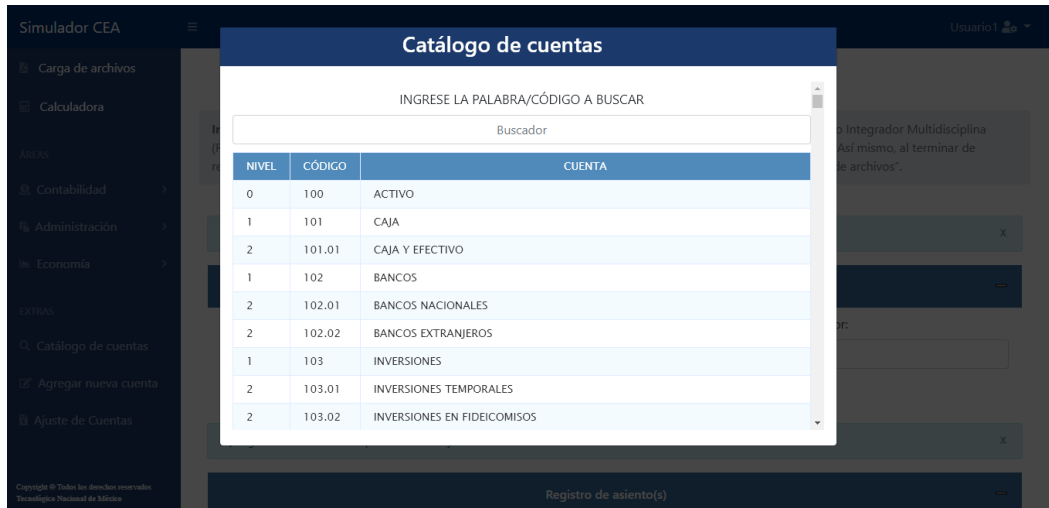 Simulador CEA
Usuario1
Carga de archivos
Calculadora
ÁREAS
Contabilidad
Administración
Economía
EXTRAS
Catálogo de cuentas
Agregar nueva cuenta
Ajuste de Cuentas
Copyright © Todos los derechos reservados
Tecnológico Nacional de México
Catálogo de cuentas
INGRESE LA PALABRA/CÓDIGO A BUSCAR
Buscador
NIVEL CÓDIGO CUENTA
0 100 ACTIVO
1 101 CAJA
2 101.01 CAJA Y EFECTIVO
1 102 BANCOS
2 102.01 BANCOS NACIONALES
2 102.02 BANCOS EXTRANJEROS
1 103 INVERSIONES
2 103.01 INVERSIONES TEMPORALES
2 103.02 INVERSIONES EN FIDEICOMISOS
o Integrador Multidisciplina
Así mismo, al terminar de
de archivos”.
x
or:
x
Registro de asiento(s)